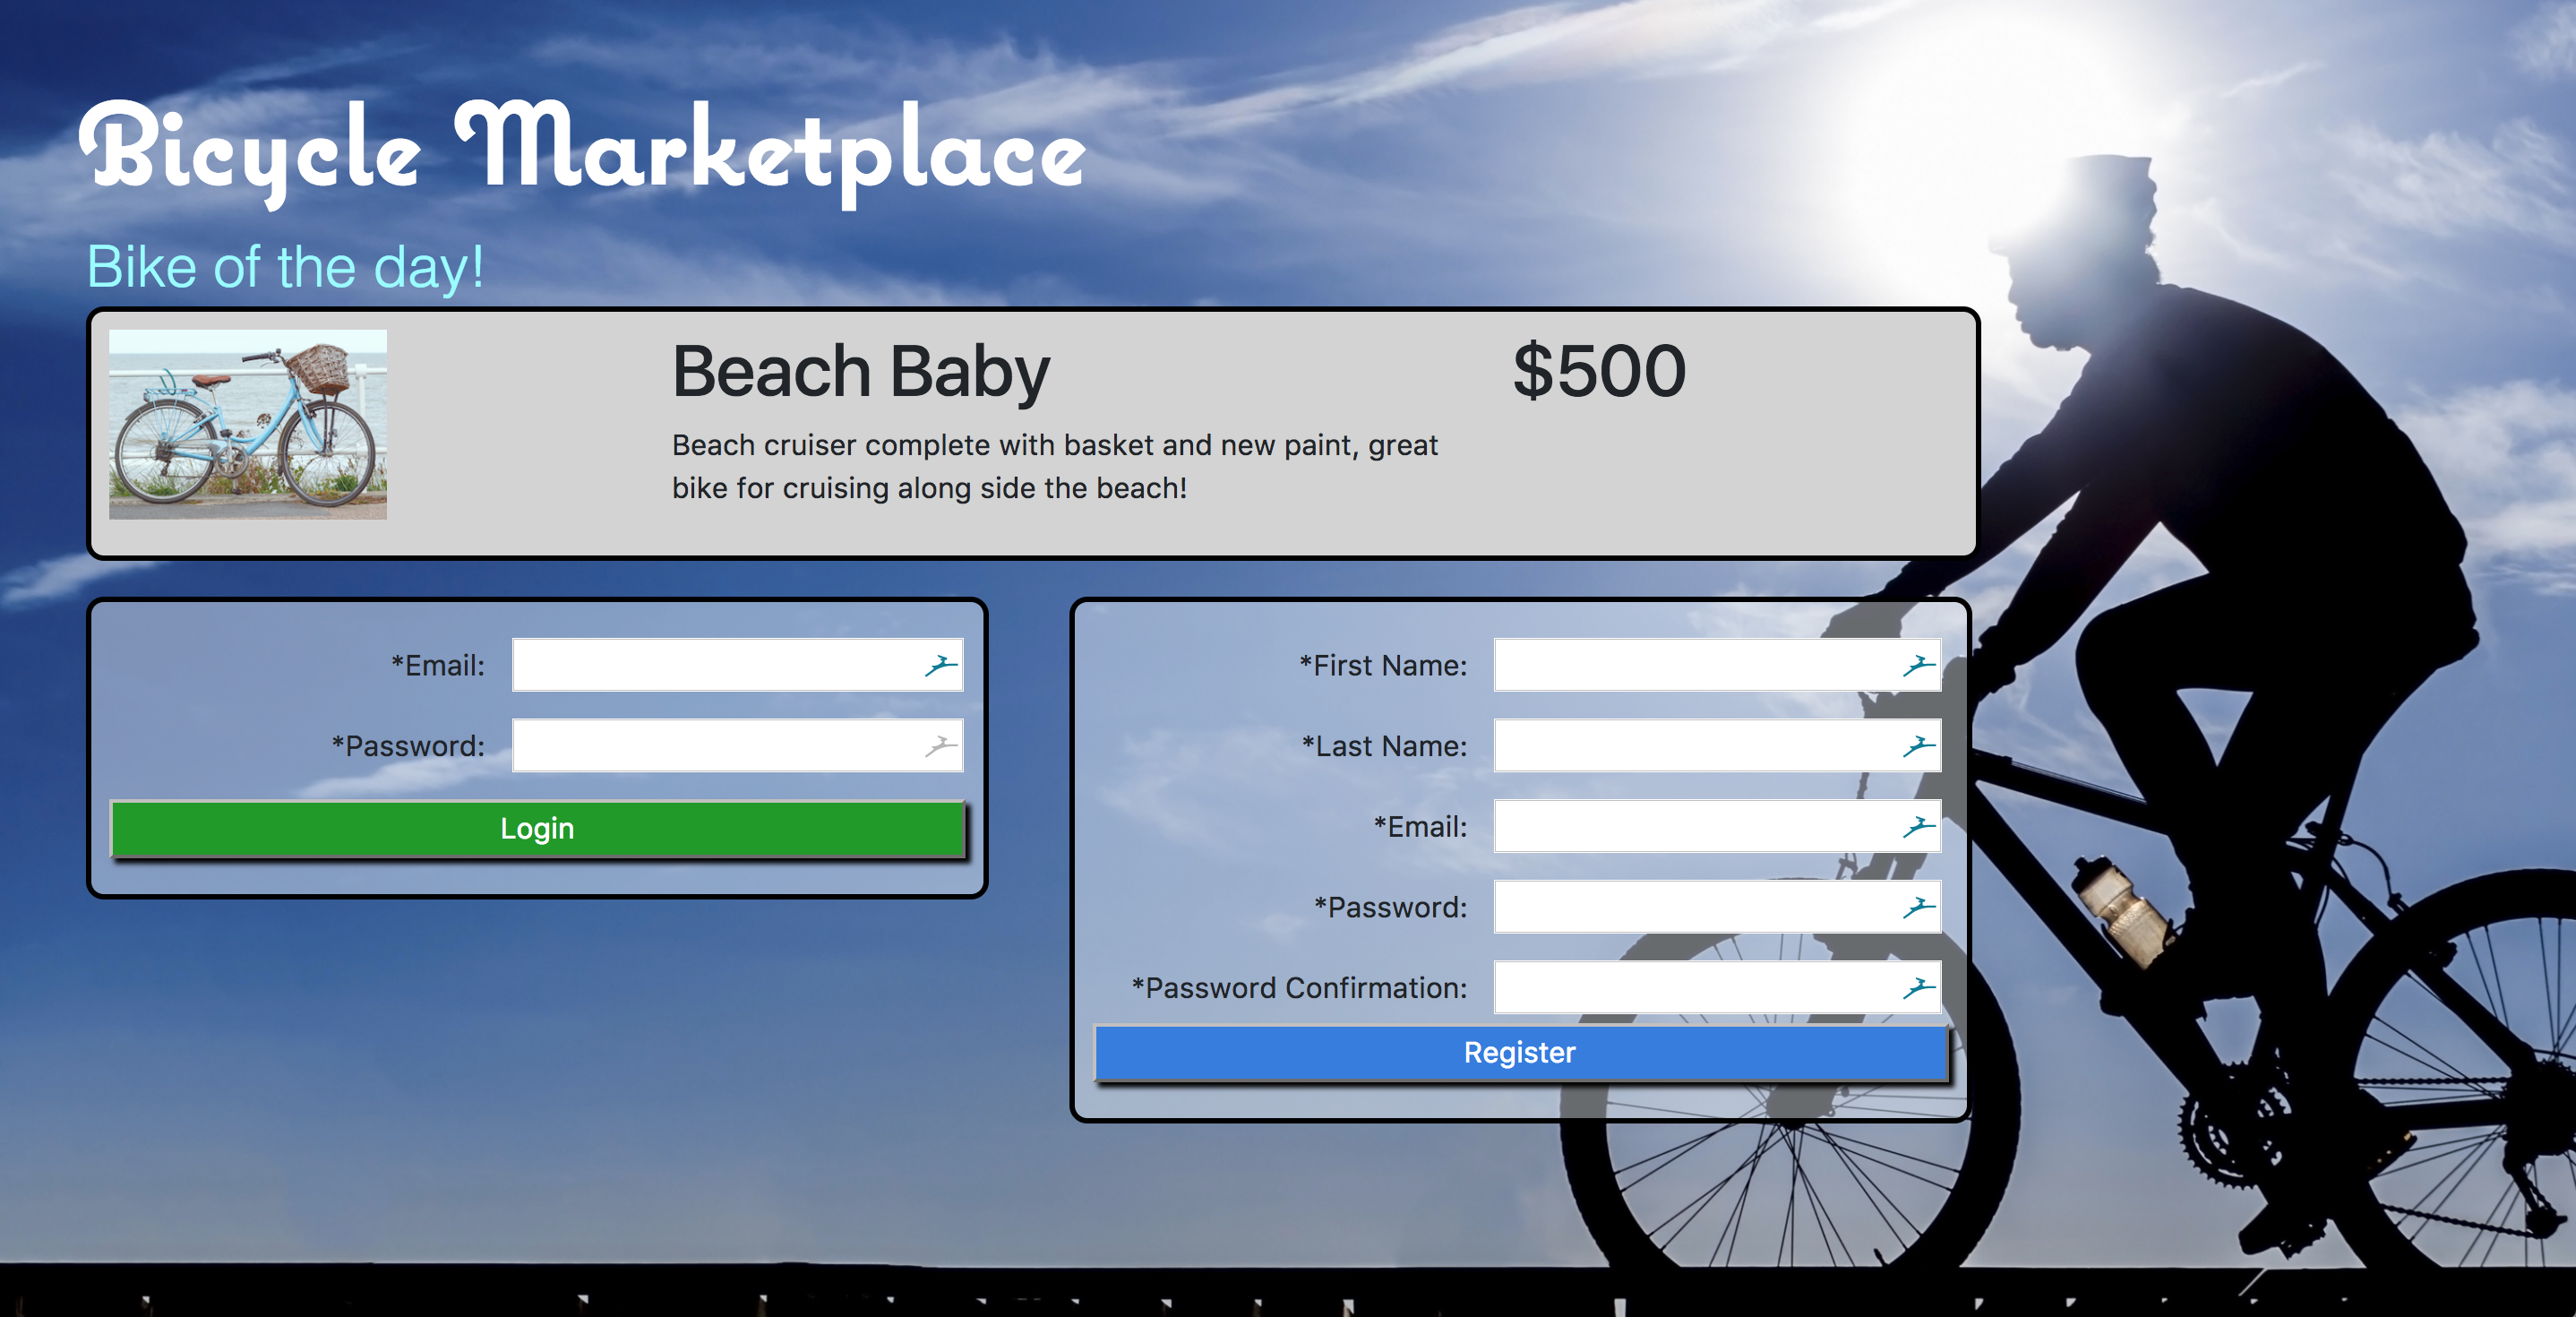 Bicycle Marketplace
Bike of the day!
Beach Baby
$500
Beach cruiser complete with basket and new paint, great
bike for cruising along side the beach!
*Email:
*Password:
Login
*First Name:
*Last Name:
*Email:
*Password:
*Password Confirmation:
Register